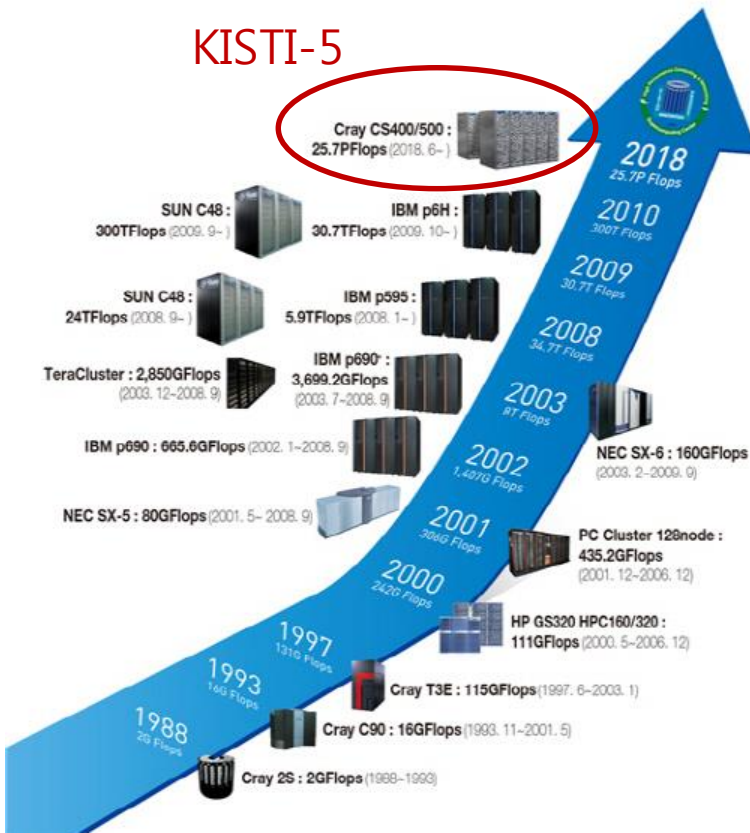 KISTI-5
Cray CS400/500 :
25.7PFlops (2018. 6~ )
2018
25.7P Flops
SUN C48 :
300TFlops (2009. 9~ )
IBM p6H :
30.7TFlops (2009. 10~ )
2010
300T Flops
2009
30.7T Flops
SUN C48 :
24TFlops (2008. 9~ )
IBM p595 :
5.9TFlops (2008. 1~ )
2008
34.7T Flops
TeraCluster : 2,850GFlops
(2003. 12~2008. 9)
IBM p690+ :
3,699.2GFlops
(2003. 7~2008. 9)
2003
8T Flops
NEC SX-6 : 160GFlops
(2003. 2~2009. 9)
IBM p690 : 665.6GFlops (2002. 1~2008. 9)
2002
1,407G Flops
NEC SX-5 : 80GFlops (2001. 5~ 2008. 9)
2001
306G Flops
PC Cluster 128node :
435.2GFlops
(2001. 12~2006. 12)
2000
242G Flops
HP GS320 HPC160/320 :
111GFlops (2000. 5~2006. 12)
1997
131G Flops
Cray T3E : 115GFlops (1997. 6~2003. 1)
1993
16G Flops
Cray C90 : 16GFlops (1993. 11~2001. 5)
1988
2G Flops
Cray 2S : 2GFlops (1988~1993)